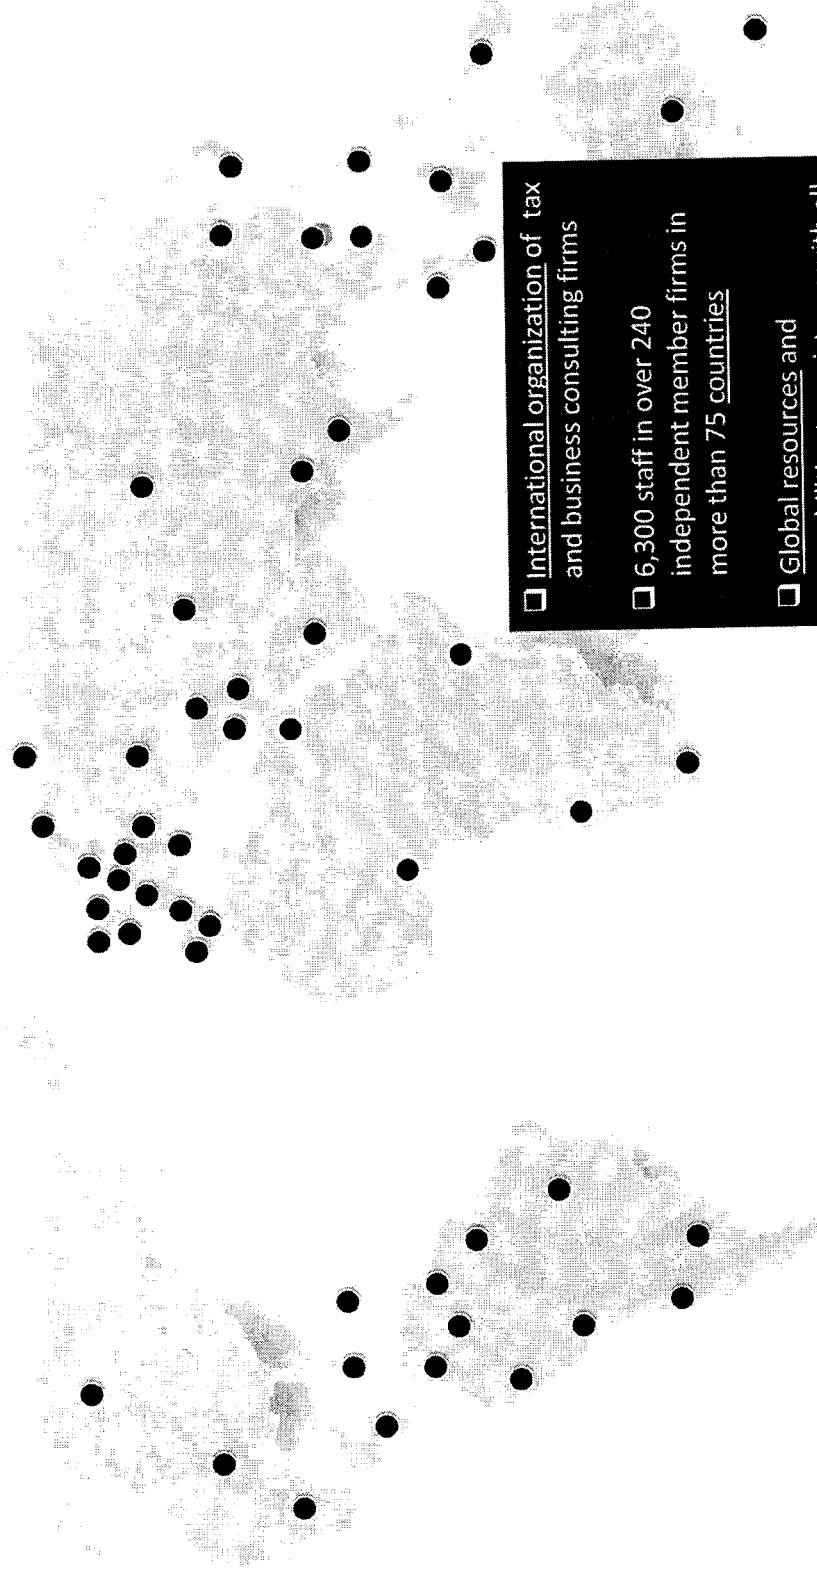 ❑ International organization of tax
and business consulting firms
❑ 6,300 staff in over 240
independent member firms in
more than 75 countries
❑ Global resources and